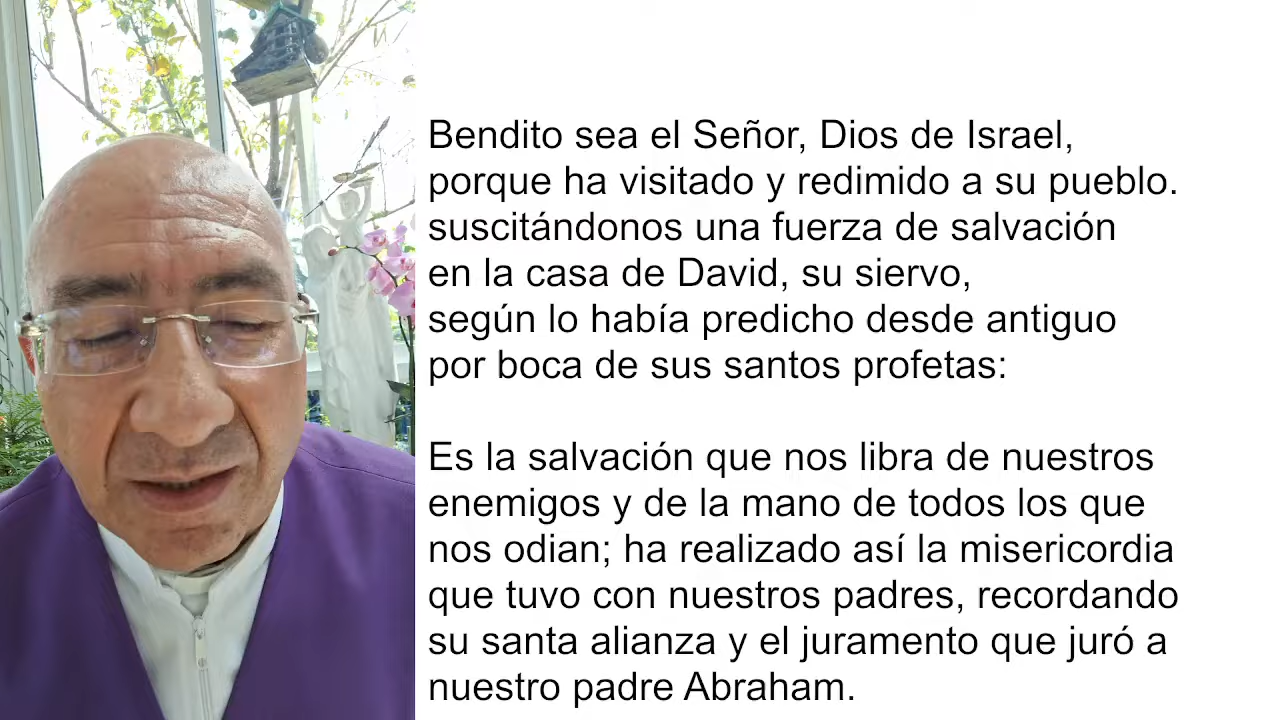 Bendito sea el Señor, Dios de Israel,
porque ha visitado y redimido a su pueblo.
suscitándonos una fuerza de salvación
en la casa de David, su siervo,
según lo había predicho desde antiguo
por boca de sus santos profetas:
Es la salvación que nos libra de nuestros
enemigos y de la mano de todos los que
nos odian; ha realizado así la misericordia
que tuvo con nuestros padres, recordando
su santa alianza y el juramento que juró a
nuestro padre Abraham.